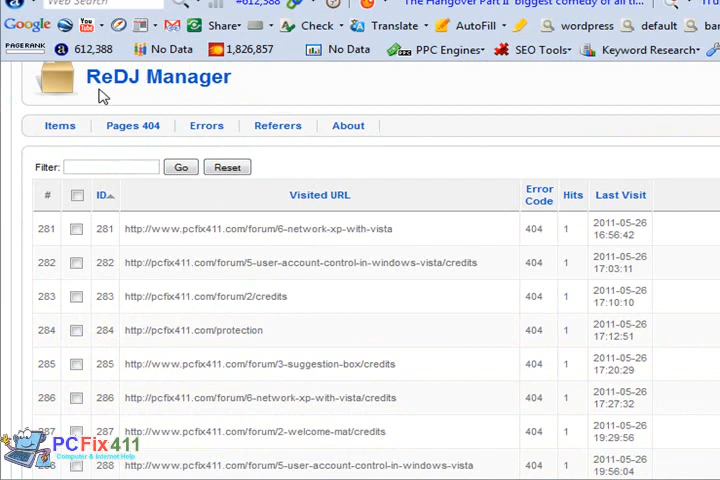 Web Search #612,388 "The Hangover Part II" biggest comedy of all ti...
Google YouTube Share Check Translate AutoFill wordpress default
PAGERANK 612,388 No Data 1,826,857 No Data PPC Engines SEO Tools Keyword Research
ReDJ Manager
Items Pages 404 Errors Referers About
Filter: Go Reset
# ID Visited URL Error Code Hits Last Visit
281 281 http://www.pcfix411.com/forum/6-network-xp-with-vista 404 1 2011-05-26 16:56:42
282 282 http://pcfix411.com/forum/5-user-account-control-in-windows-vista/credits 404 1 2011-05-26 17:03:11
283 283 http://pcfix411.com/forum/2/credits 404 1 2011-05-26 17:10:10
284 284 http://pcfix411.com/protection 404 1 2011-05-26 17:12:51
285 285 http://www.pcfix411.com/forum/3-suggestion-box/credits 404 1 2011-05-26 17:20:29
286 286 http://pcfix411.com/forum/6-network-xp-with-vista/credits 404 1 2011-05-26 17:27:32
287 287 http://www.pcfix411.com/forum/2-welcome-mat/credits 404 1 2011-05-26 19:29:56
288 288 http://www.pcfix411.com/forum/5-user-account-control-in-windows-vista 404 1 2011-05-26 19:56:04
PCFix411
Computer & Internet Help